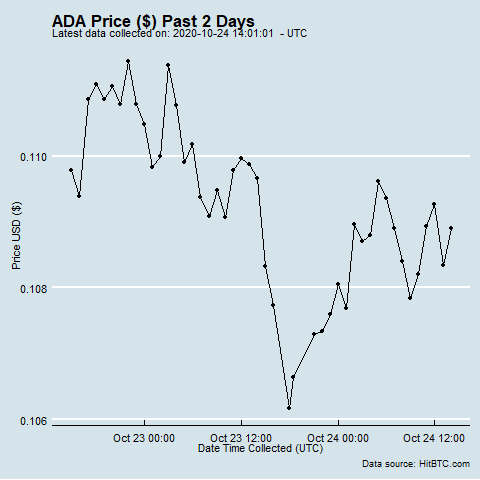 ADA Price ($) Past 2 Days
Latest data collected on: 2020-10-24 14:01:01  - UTC
0.110
0.108
0.106
Price USD ($)
Oct 23 00:00 Oct 23 12:00 Oct 24 00:00 Oct 24 12:00
Date Time Collected (UTC)
Data source: HitBTC.com